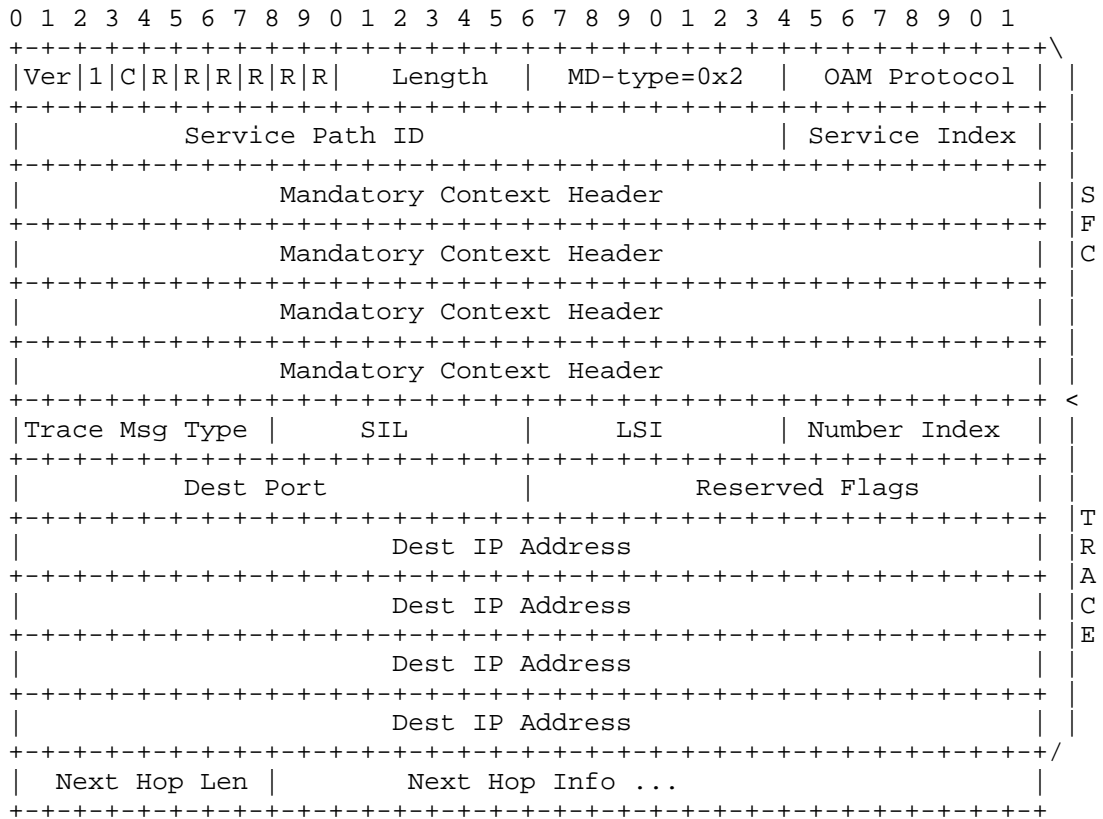 0 1 2 3 4 5 6 7 8 9 0 1 2 3 4 5 6 7 8 9 0 1 2 3 4 5 6 7 8 9 0 1
+-+-+-+-+-+-+-+-+-+-+-+-+-+-+-+-+-+-+-+-+-+-+-+-+-+-+-+-+-+-+-+-+\
|Ver|1|C|R|R|R|R|R|R|   Length  |  MD-type=0x2  |  OAM Protocol | |
+-+-+-+-+-+-+-+-+-+-+-+-+-+-+-+-+-+-+-+-+-+-+-+-+-+-+-+-+-+-+-+-+ |
|          Service Path ID                      | Service Index | |
+-+-+-+-+-+-+-+-+-+-+-+-+-+-+-+-+-+-+-+-+-+-+-+-+-+-+-+-+-+-+-+-+ |
|                Mandatory Context Header                       | |S
+-+-+-+-+-+-+-+-+-+-+-+-+-+-+-+-+-+-+-+-+-+-+-+-+-+-+-+-+-+-+-+-+ |F
|                Mandatory Context Header                       | |C
+-+-+-+-+-+-+-+-+-+-+-+-+-+-+-+-+-+-+-+-+-+-+-+-+-+-+-+-+-+-+-+-+ |
|                Mandatory Context Header                       | |
+-+-+-+-+-+-+-+-+-+-+-+-+-+-+-+-+-+-+-+-+-+-+-+-+-+-+-+-+-+-+-+-+ |
|                Mandatory Context Header                       | |
+-+-+-+-+-+-+-+-+-+-+-+-+-+-+-+-+-+-+-+-+-+-+-+-+-+-+-+-+-+-+-+-+ <
|Trace Msg Type |     SIL       |     LSI       | Number Index  | |
+-+-+-+-+-+-+-+-+-+-+-+-+-+-+-+-+-+-+-+-+-+-+-+-+-+-+-+-+-+-+-+-+ |
|          Dest Port            |          Reserved Flags       | |
+-+-+-+-+-+-+-+-+-+-+-+-+-+-+-+-+-+-+-+-+-+-+-+-+-+-+-+-+-+-+-+-+ |T
|                       Dest IP Address                         | |R
+-+-+-+-+-+-+-+-+-+-+-+-+-+-+-+-+-+-+-+-+-+-+-+-+-+-+-+-+-+-+-+-+ |A
|                       Dest IP Address                         | |C
+-+-+-+-+-+-+-+-+-+-+-+-+-+-+-+-+-+-+-+-+-+-+-+-+-+-+-+-+-+-+-+-+ |E
|                       Dest IP Address                         | |
+-+-+-+-+-+-+-+-+-+-+-+-+-+-+-+-+-+-+-+-+-+-+-+-+-+-+-+-+-+-+-+-+ |
|                       Dest IP Address                         | |
+-+-+-+-+-+-+-+-+-+-+-+-+-+-+-+-+-+-+-+-+-+-+-+-+-+-+-+-+-+-+-+-+/
|  Next Hop Len |        Next Hop Info ...                      |
+-+-+-+-+-+-+-+-+-+-+-+-+-+-+-+-+-+-+-+-+-+-+-+-+-+-+-+-+-+-+-+-+